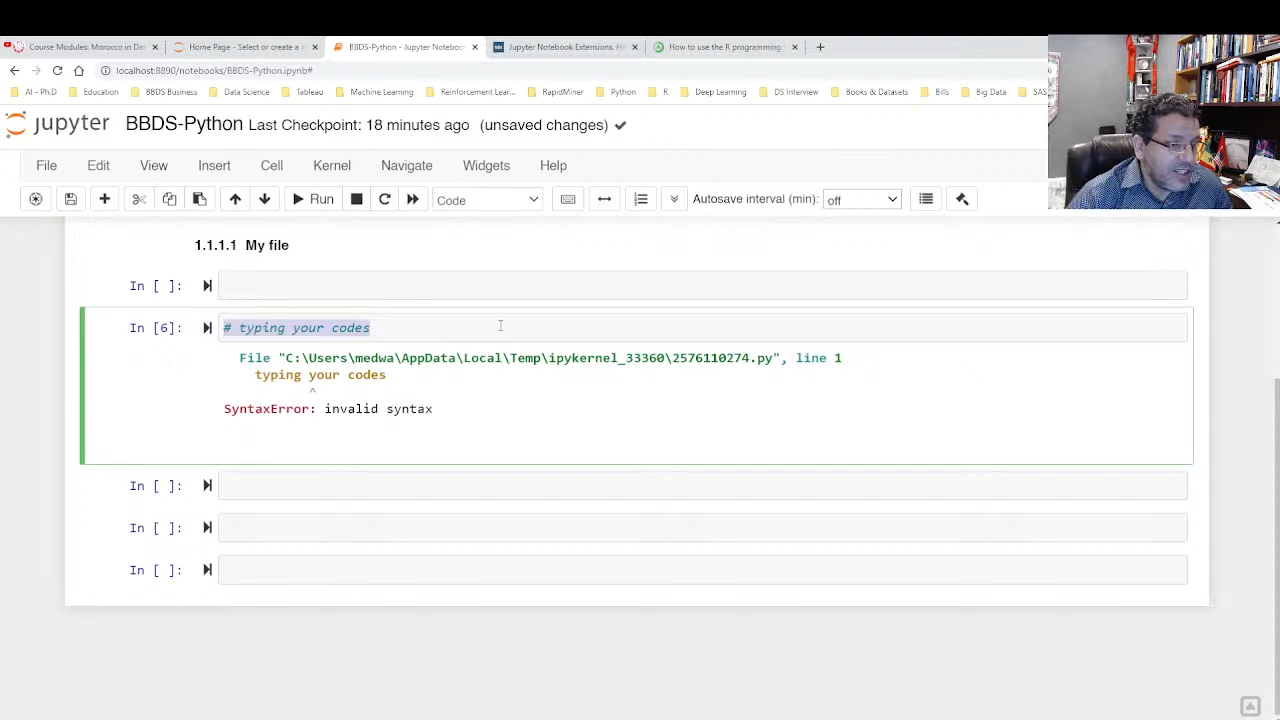 Course Modules: Morocco in Da
Home Page - Select or create a n
BBDS-Python - Jupyter Noteboo
Jupyter Notebook Extensions. H
How to use the R programming
localhost:8890/notebooks/BBDS-Python.ipynb#
AI - Ph.D
Education
BBDS Business
Data Science
Tableau
Machine Learning
Reinforcement Lear...
RapidMiner
Python
R
Deep Learning
DS Interview
Books & Datasets
Bills
Big Data
SAS
jupyter
BBDS-Python Last Checkpoint: 18 minutes ago (unsaved changes)
File Edit View Insert Cell Kernel Navigate Widgets Help
Run
Code
Autosave interval (min): off
1.1.1.1 My file
In [ ]:
In [6]: # typing your codes
File "C:\Users\medwa\AppData\Local\Temp\ipykernel_33360\2576110274.py", line 1
typing your codes
^
SyntaxError: invalid syntax
In [ ]:
In [ ]:
In [ ]: